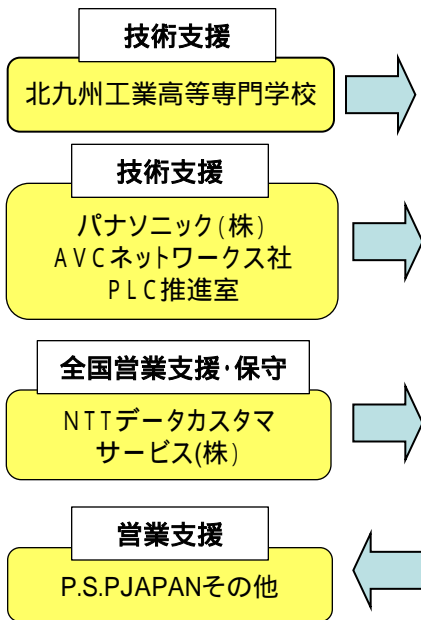 技術支援
北九州工業高等専門学校
技術支援
パナソニック(株)
AVCネットワークス社
PLC推進室
全国営業支援・保守
NTTデータカスタマ
サービス(株)
営業支援
P.S.PJAPANその他